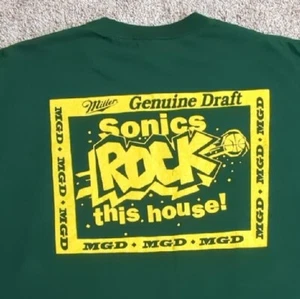 Miller Genuine Draft
Sonics
ROCK
this house!
MGD • MGD • MGD
MGD • MGD • MGD
MGD • MGD • MGD